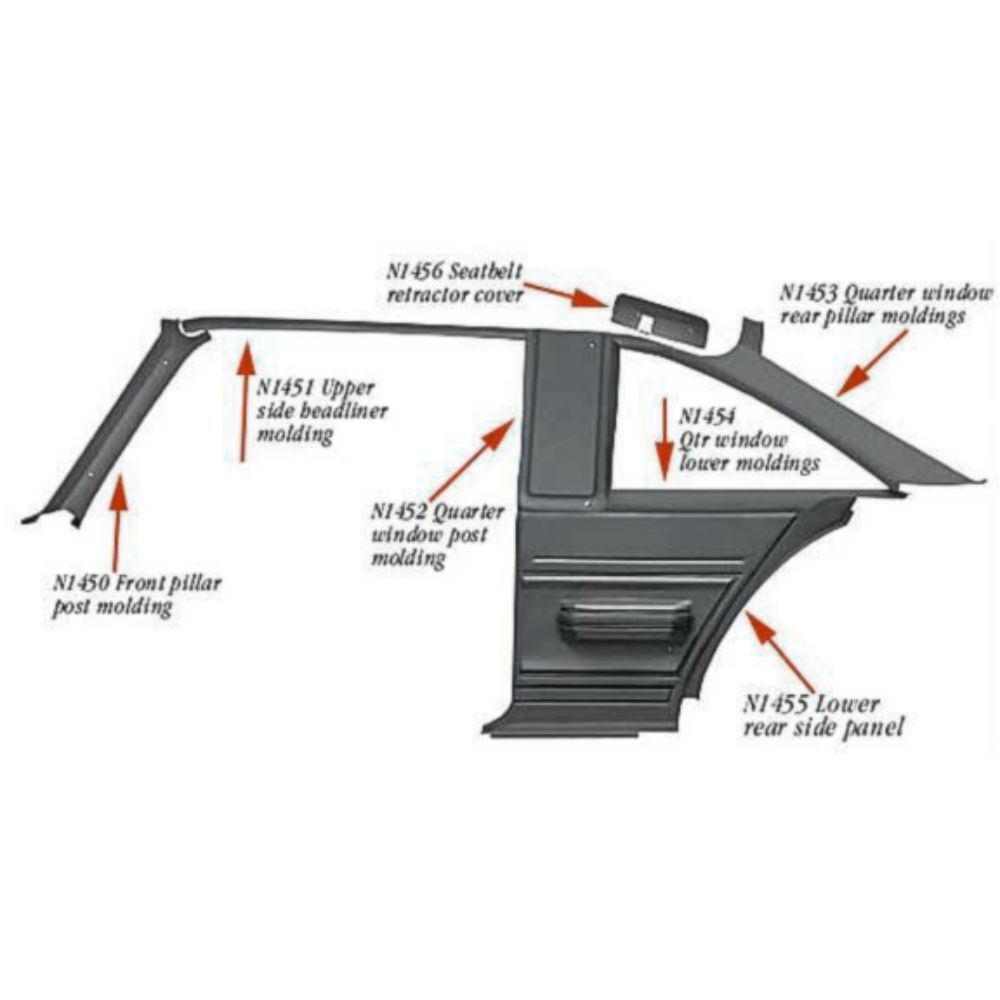 N1456 Seatbelt
retractor cover
N1453 Quarter window
rear pillar moldings
N1451 Upper
side headliner
molding
N1454
Qtr window
lower moldings
N1452 Quarter
window post
molding
N1450 Front pillar
post molding
N1455 Lower
rear side panel